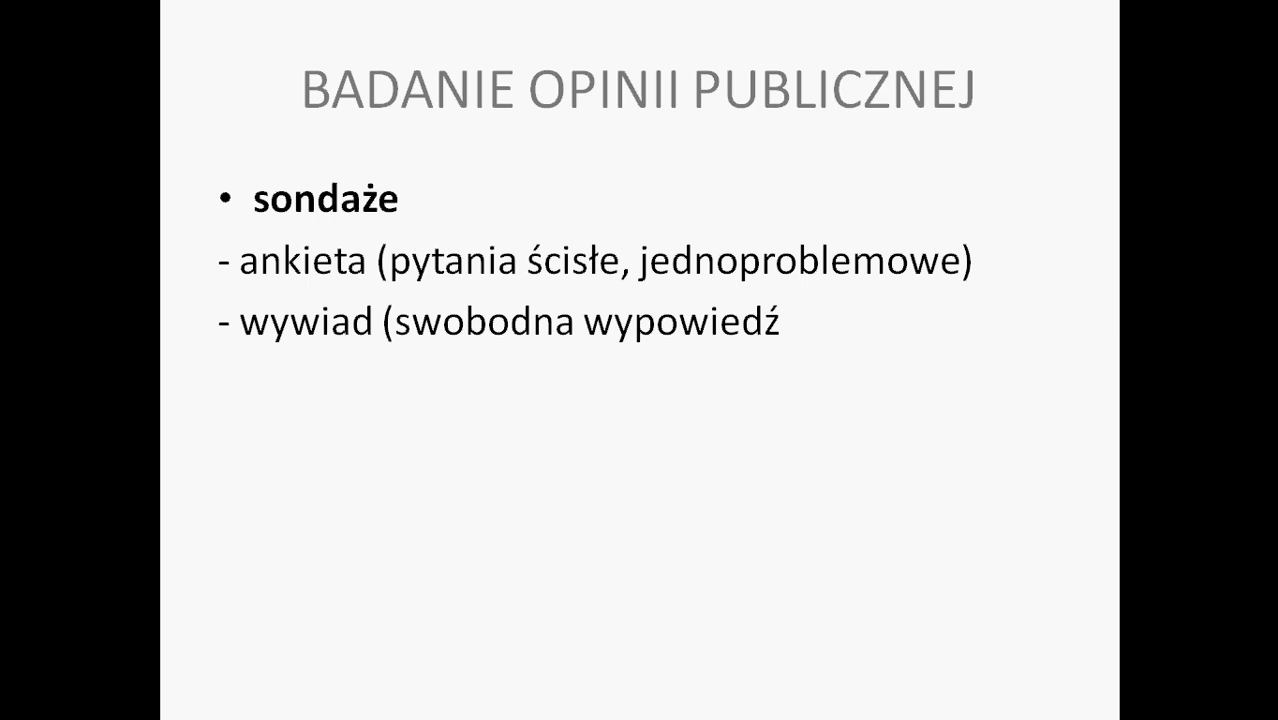 BADANIE OPINII PUBLICZNEJ
• sondaże
- ankieta (pytania ścisłe, jednoproblemowe)
- wywiad (swobodna wypowiedź